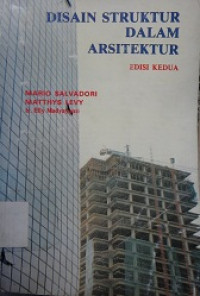 DISAIN STRUKTUR
DALAM
ARSITEKTUR
EDISI KEDUA
MARIO SALVADORI
MATTHYS LEVY